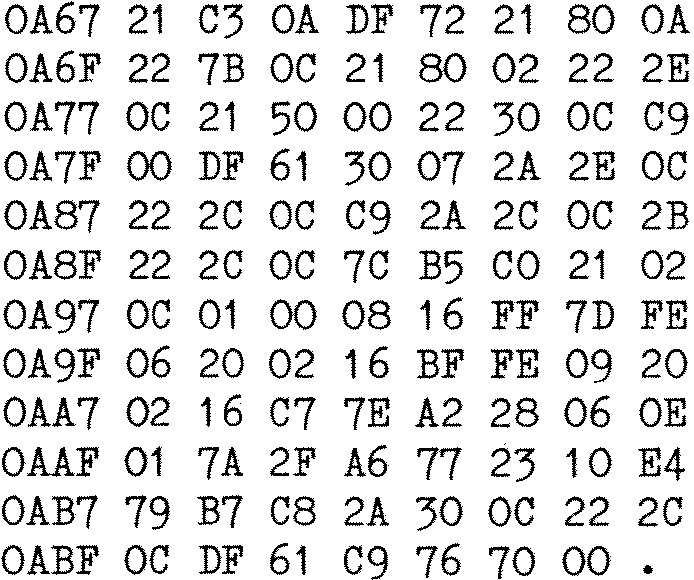 0A67 21 C3 0A DF 72 21 80 0A
0A6F 22 7B 0C 21 80 02 22 2E
0A77 0C 21 50 00 22 30 0C C9
0A7F 00 DF 61 30 07 2A 2E 0C
0A87 22 2C 0C C9 2A 2C 0C 2B
0A8F 22 2C 0C 7C B5 C0 21 02
0A97 0C 01 00 08 16 FF 7D FE
0A9F 06 20 02 16 BF FE 09 20
0AA7 02 16 C7 7E A2 28 06 0E
0AAF 01 7A 2F A6 77 23 10 E4
0AB7 79 B7 C8 2A 30 0C 22 2C
0ABF 0C DF 61 C9 76 70 00 .